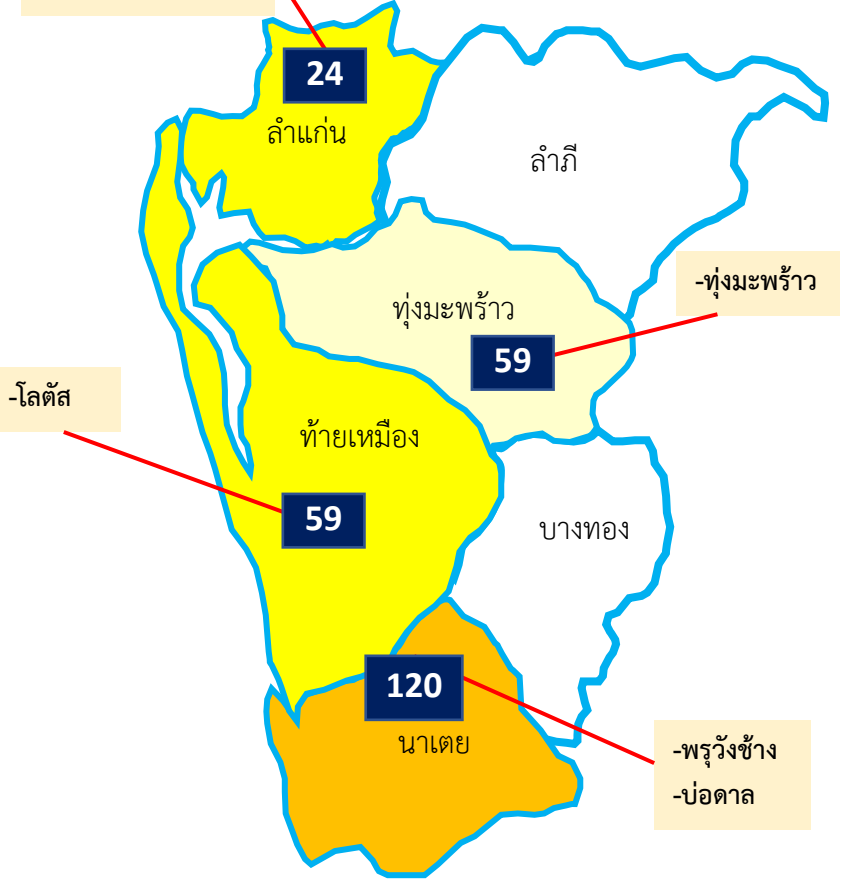 24
ลำแก่น
ลำภี
-ทุ่งมะพร้าว
ทุ่งมะพร้าว
59
-โลตัส
ท้ายเหมือง
59
บางทอง
120
นาเตย
-พรุวังช้าง
-บ่อดาล